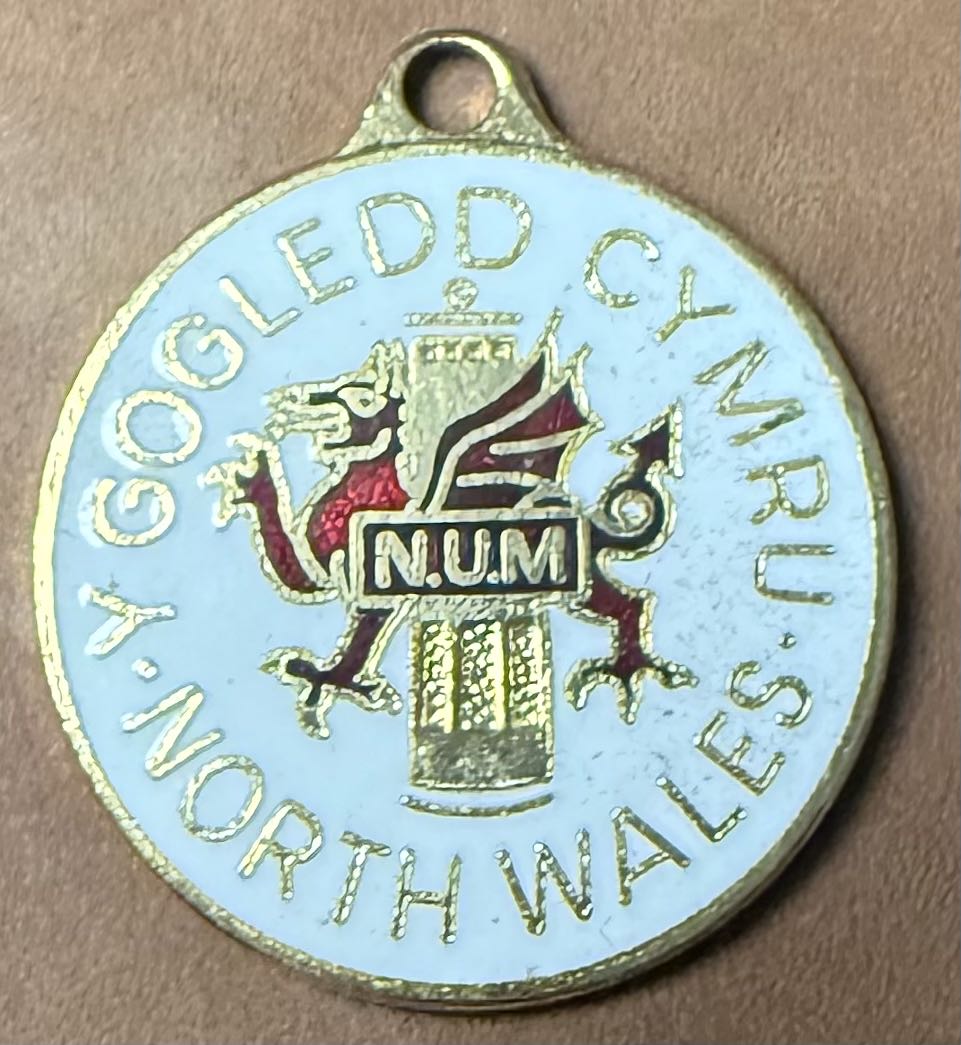 Y GOGLEDD CYMRU
N.U.M
· NORTH WALES ·